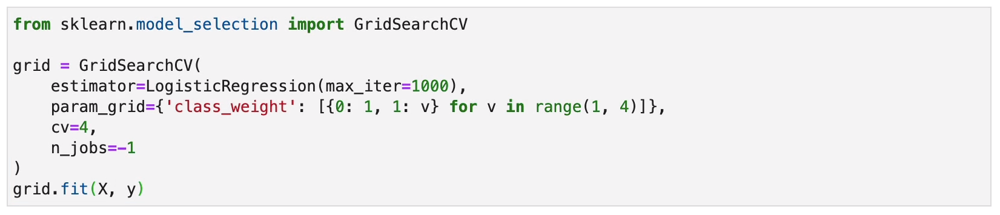 from sklearn.model_selection import GridSearchCV

grid = GridSearchCV(
    estimator=LogisticRegression(max_iter=1000),
    param_grid={'class_weight': [{0: 1, 1: v} for v in range(1, 4)]},
    cv=4,
    n_jobs=-1
)
grid.fit(X, y)